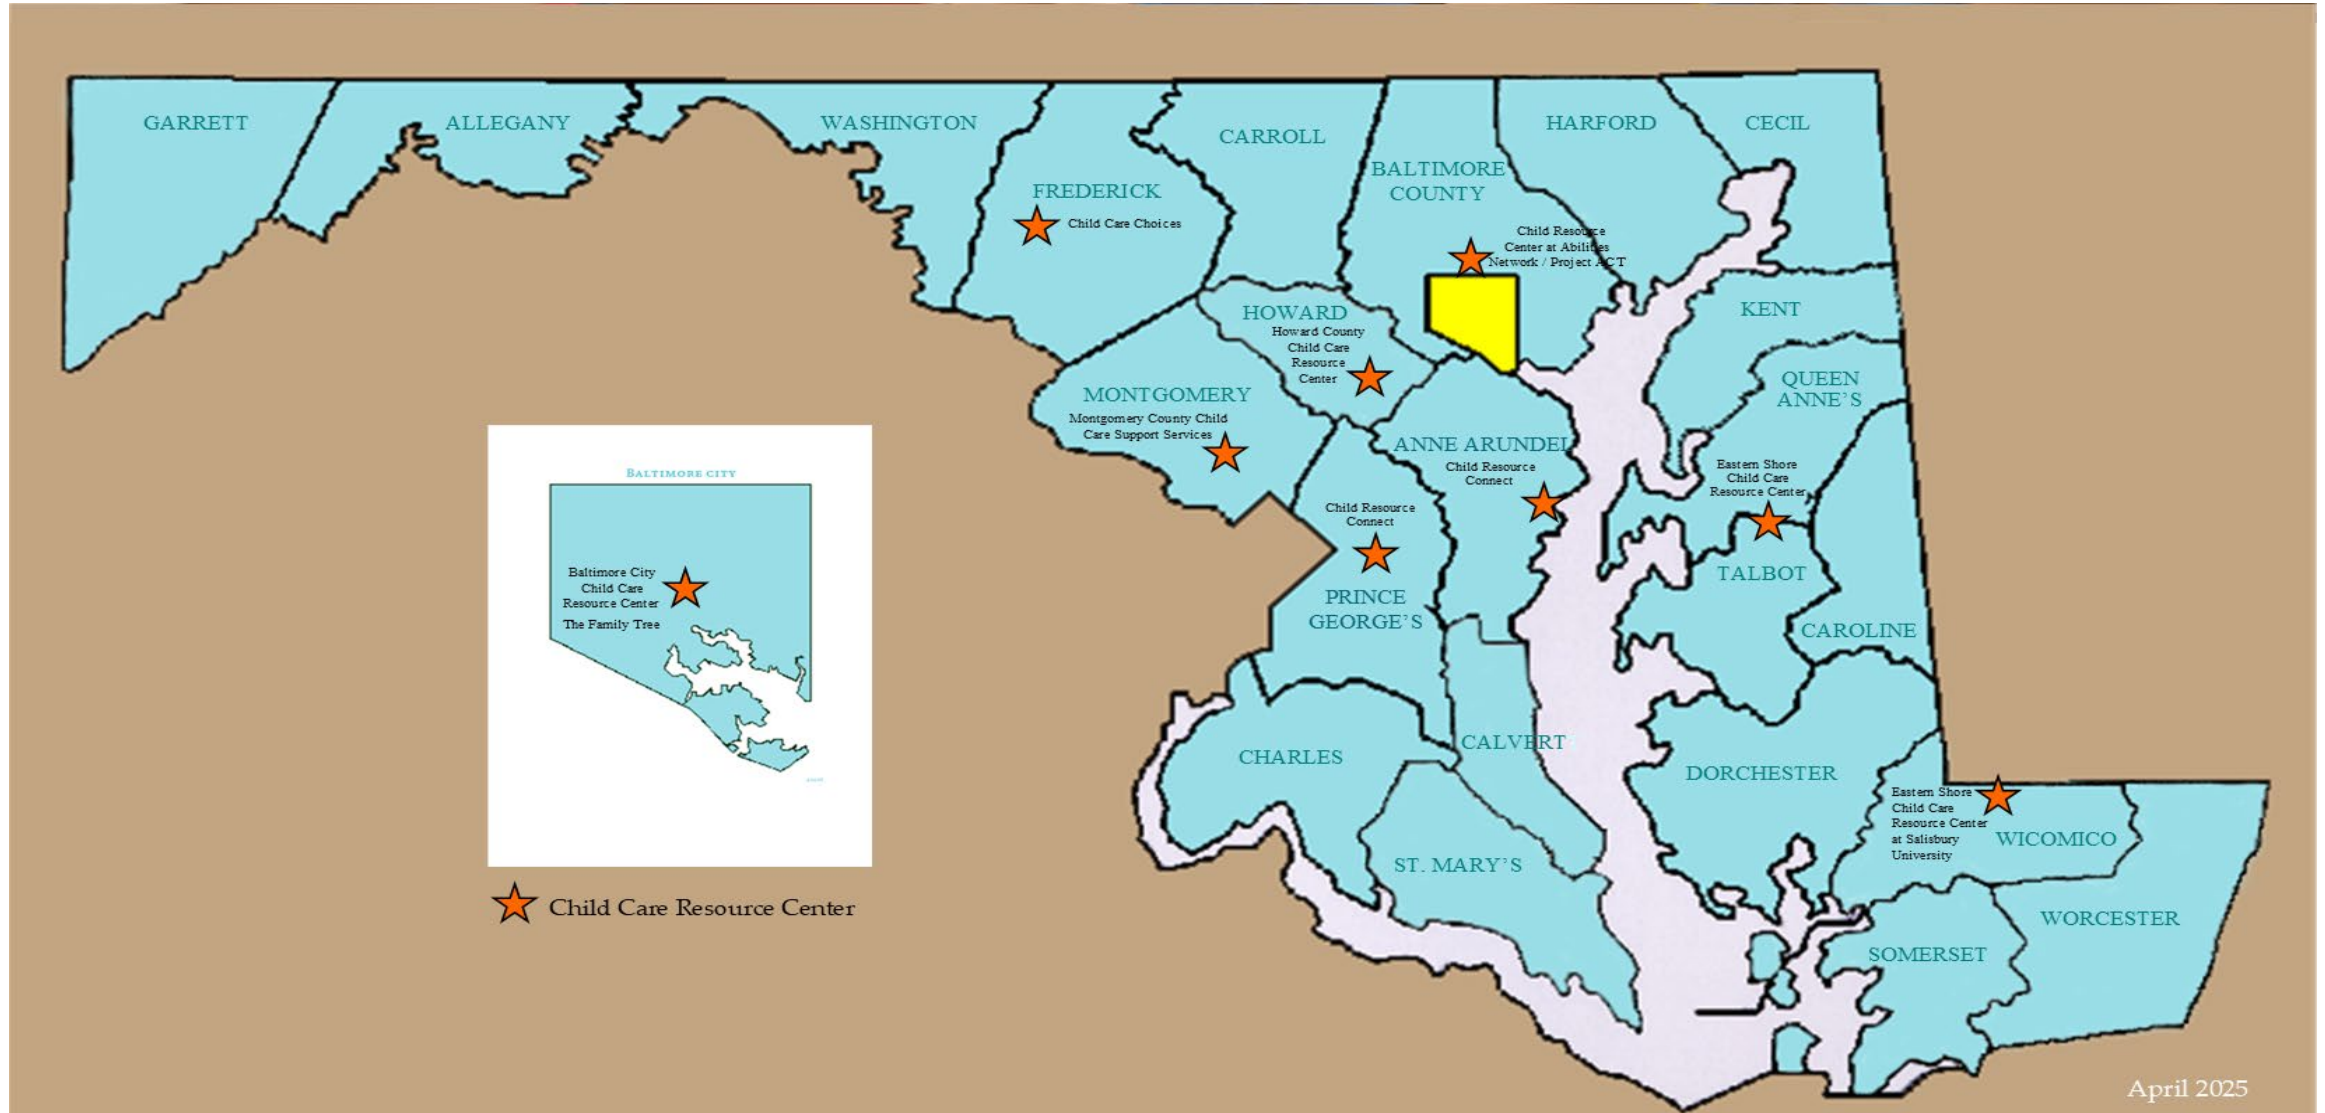 GARRETT
ALLEGANY
WASHINGTON
FREDERICK
Child Care Choices
CARROLL
BALTIMORE
COUNTY
Child Resource
Center at Abilities
Network / Project ACT
HARFORD
CECIL
KENT
HOWARD
Howard County
Child Care
Resource
Center
MONTGOMERY
Montgomery County Child
Care Support Services
ANNE ARUNDEL
Child Resource
Connect
QUEEN
ANNE'S
Eastern Shore
Child Care
Resource Center
Child Resource
Connect
PRINCE
GEORGE'S
TALBOT
CAROLINE
CHARLES
CALVERT
ST. MARY'S
DORCHESTER
Eastern Shore
Child Care
Resource Center
at Salisbury
University
WICOMICO
WORCESTER
SOMERSET
BALTIMORE CITY
Baltimore City
Child Care
Resource Center
The Family Tree
Child Care Resource Center
April 2025